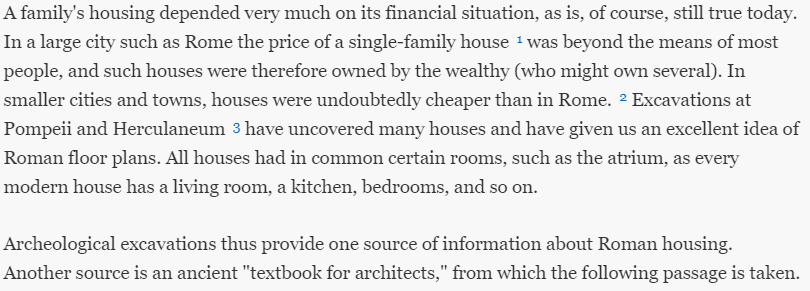 A family's housing depended very much on its financial situation, as is, of course, still true today.
In a large city such as Rome the price of a single-family house 1 was beyond the means of most
people, and such houses were therefore owned by the wealthy (who might own several). In
smaller cities and towns, houses were undoubtedly cheaper than in Rome. 2 Excavations at
Pompeii and Herculaneum 3 have uncovered many houses and have given us an excellent idea of
Roman floor plans. All houses had in common certain rooms, such as the atrium, as every
modern house has a living room, a kitchen, bedrooms, and so on.
Archeological excavations thus provide one source of information about Roman housing.
Another source is an ancient "textbook for architects," from which the following passage is taken.